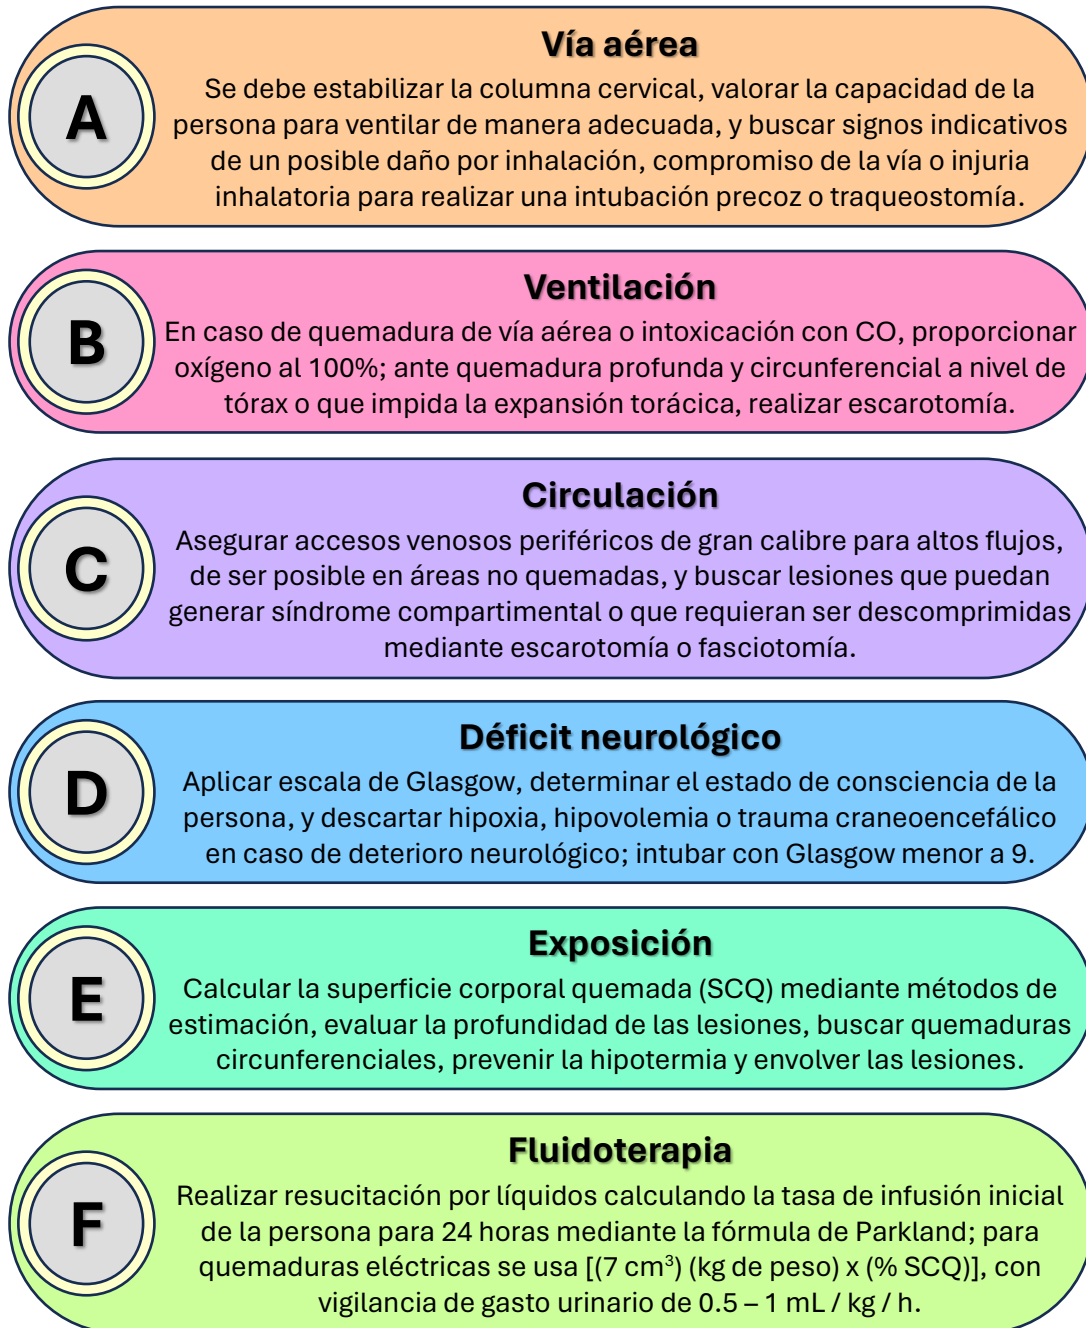 Vía aérea
A
Se debe estabilizar la columna cervical, valorar la capacidad de la
persona para ventilar de manera adecuada, y buscar signos indicativos
de un posible daño por inhalación, compromiso de la vía o injuria
inhalatoria para realizar una intubación precoz o traqueostomía.
Ventilación
B
En caso de quemadura de vía aérea o intoxicación con CO, proporcionar
oxígeno al 100%; ante quemadura profunda y circunferencial a nivel de
tórax o que impida la expansión torácica, realizar escarotomía.
Circulación
C
Asegurar accesos venosos periféricos de gran calibre para altos flujos,
de ser posible en áreas no quemadas, y buscar lesiones que puedan
generar síndrome compartimental o que requieran ser descomprimidas
mediante escarotomía o fasciotomía.
Déficit neurológico
D
Aplicar escala de Glasgow, determinar el estado de consciencia de la
persona, y descartar hipoxia, hipovolemia o trauma craneoencefálico
en caso de deterioro neurológico; intubar con Glasgow menor a 9.
Exposición
E
Calcular la superficie corporal quemada (SCQ) mediante métodos de
estimación, evaluar la profundidad de las lesiones, buscar quemaduras
circunferenciales, prevenir la hipotermia y envolver las lesiones.
Fluidoterapia
F
Realizar resucitación por líquidos calculando la tasa de infusión inicial
de la persona para 24 horas mediante la fórmula de Parkland; para
quemaduras eléctricas se usa [(7 cm³) (kg de peso) x (% SCQ)], con
vigilancia de gasto urinario de 0.5 – 1 mL / kg / h.